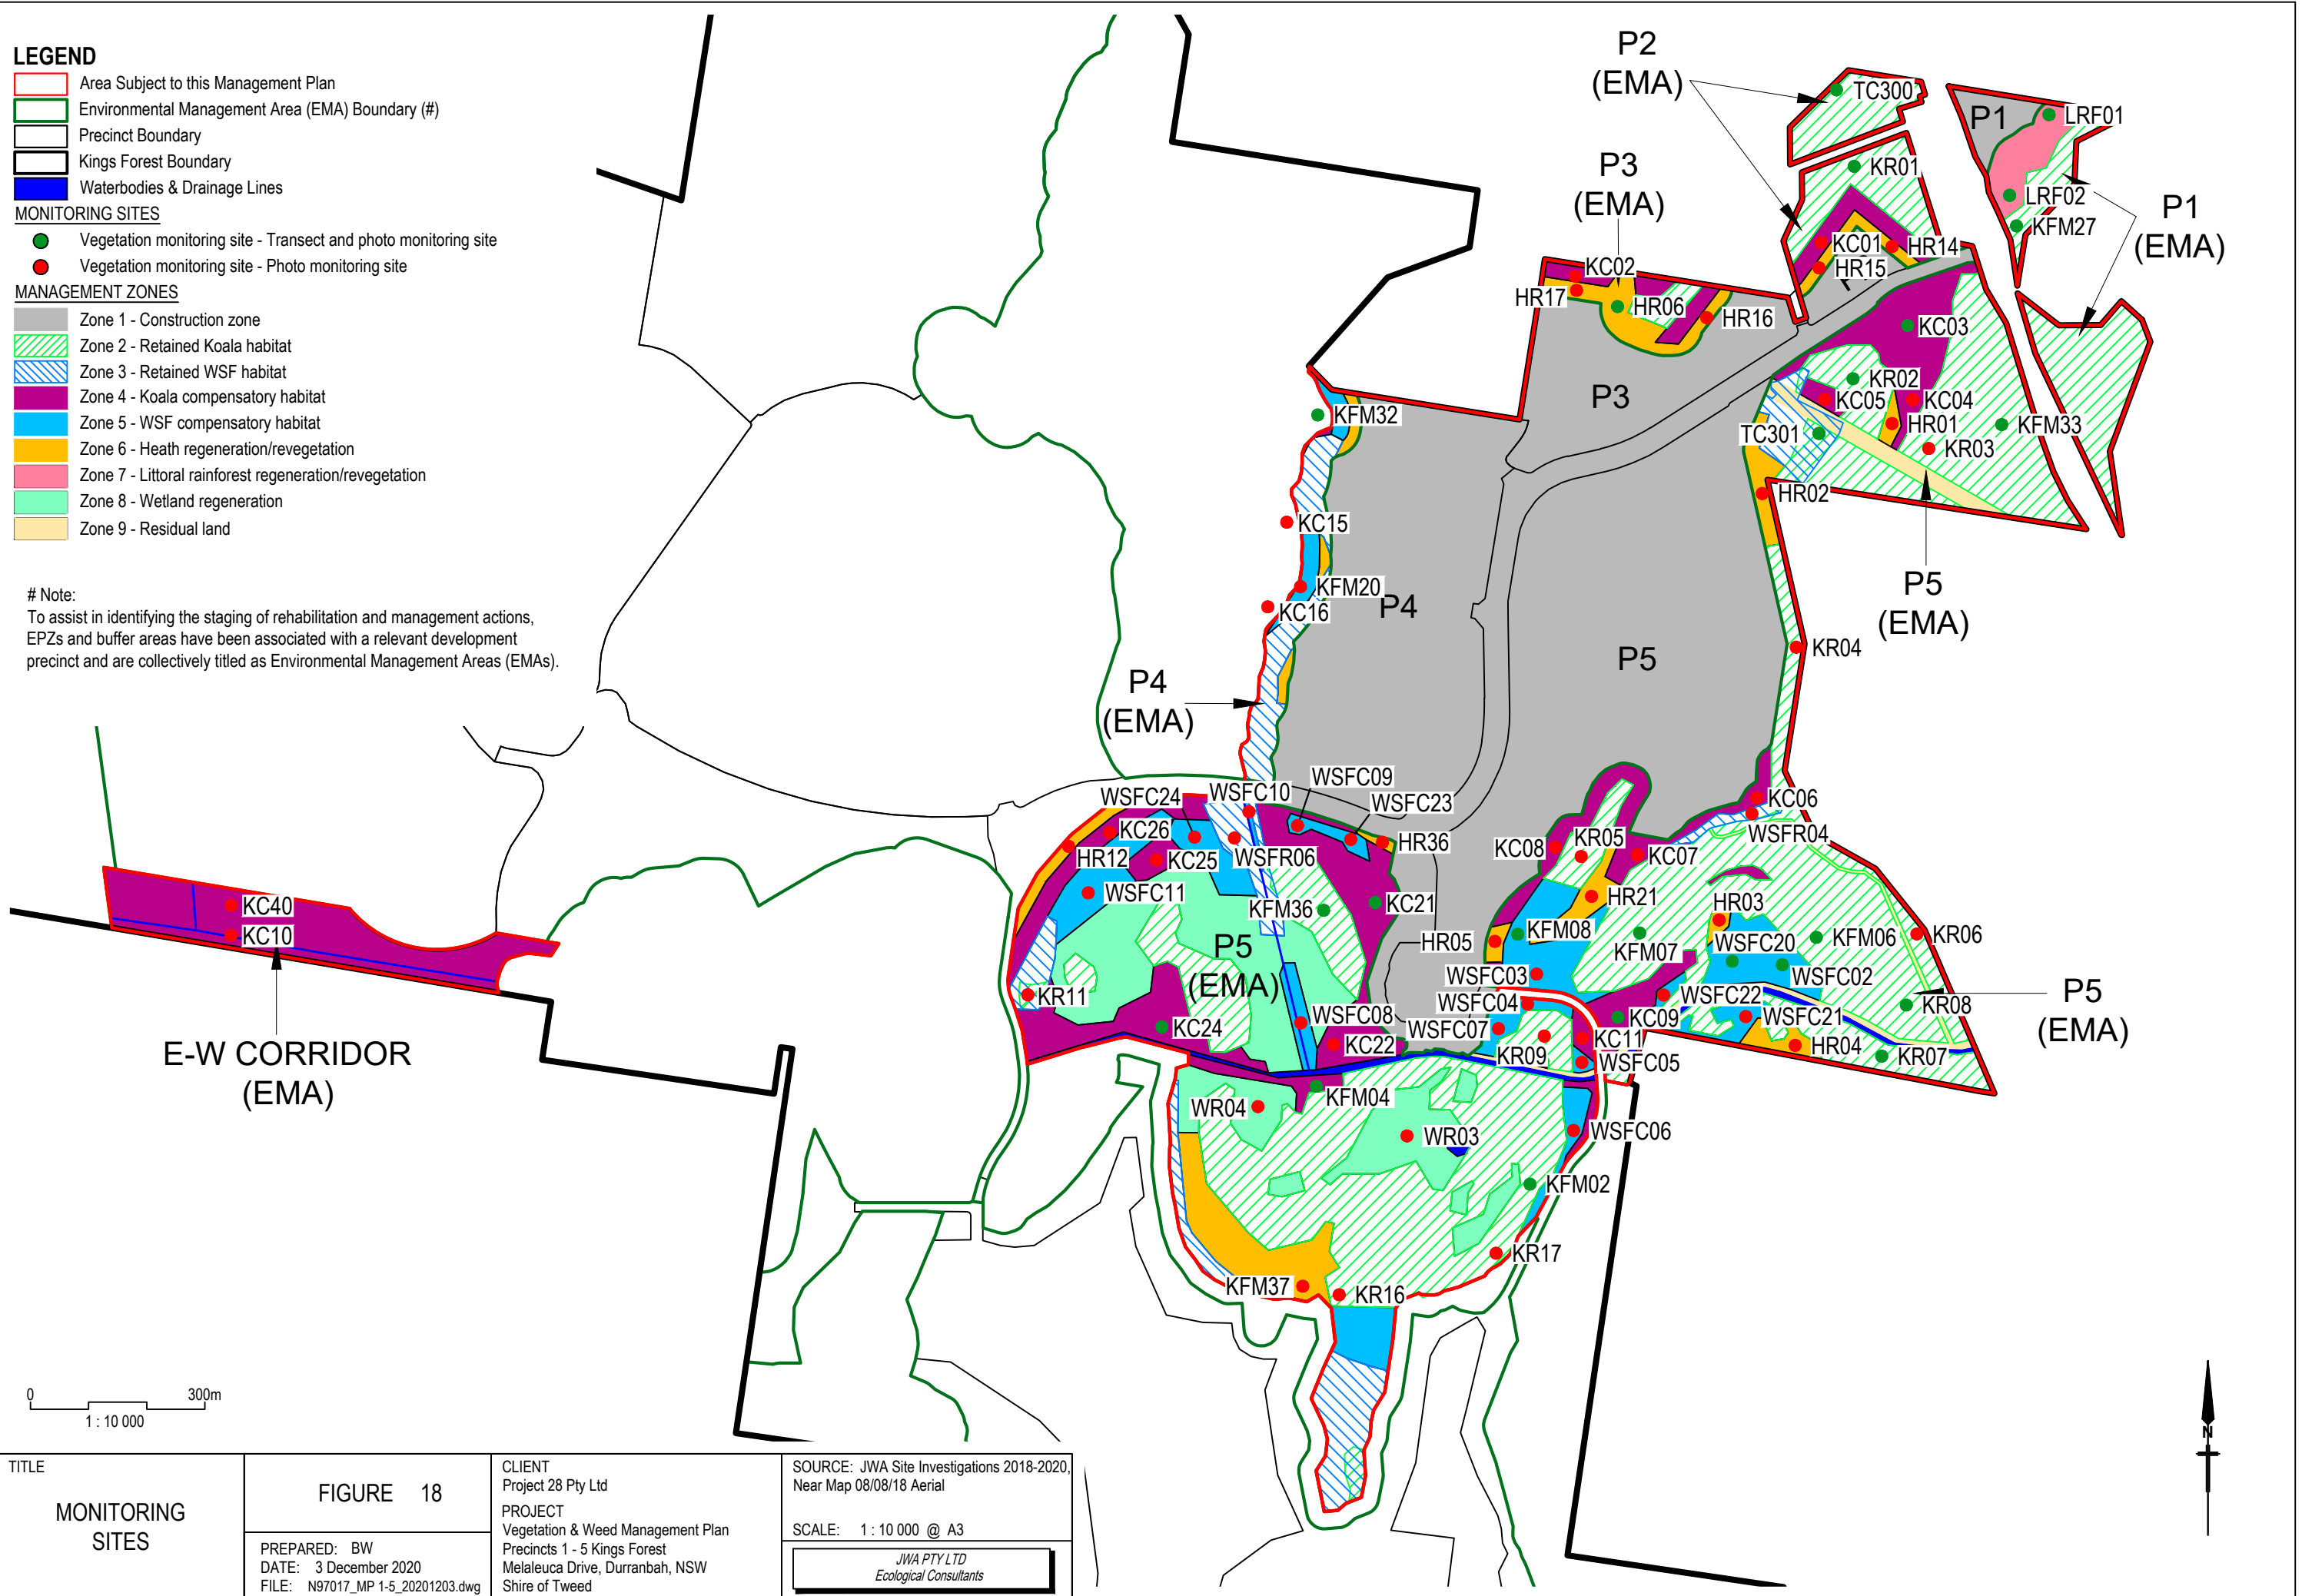 LEGEND
Area Subject to this Management Plan
Environmental Management Area (EMA) Boundary (#)
Precinct Boundary
Kings Forest Boundary
Waterbodies & Drainage Lines
MONITORING SITES
Vegetation monitoring site - Transect and photo monitoring site
Vegetation monitoring site - Photo monitoring site
MANAGEMENT ZONES
Zone 1 - Construction zone
Zone 2 - Retained Koala habitat
Zone 3 - Retained WSF habitat
Zone 4 - Koala compensatory habitat
Zone 5 - WSF compensatory habitat
Zone 6 - Heath regeneration/revegetation
Zone 7 - Littoral rainforest regeneration/revegetation
Zone 8 - Wetland regeneration
Zone 9 - Residual land
# Note:
To assist in identifying the staging of rehabilitation and management actions,
EPZs and buffer areas have been associated with a relevant development
precinct and are collectively titled as Environmental Management Areas (EMAs).
P2
(EMA)
TC300
P1
LRF01
KR01
P3
(EMA)
LRF02
KFM27
P1
(EMA)
KC01
HR14
HR15
KC02
HR17
HR06
HR16
KC03
KR02
P3
KC05
KC04
HR01
KFM33
TC301
KR03
KFM32
HR02
KC15
KFM20
KC16
P4
P5
(EMA)
P5
KR04
P4
(EMA)
WSFC09
WSFC10
WSFC24
WSFC23
KC06
WSFR04
KC26
HR12
KC25
WSFR06
HR36
KC08
KR05
KC07
WSFC11
KFM36
KC21
HR21
HR03
KC40
KC10
P5
(EMA)
HR05
KFM08
KFM07
WSFC20
KFM06
KR06
WSFC03
WSFC02
KR11
WSFC04
WSFC22
KR08
P5
(EMA)
KC24
WSFC08
WSFC07
KC09
WSFC21
KC22
KR09
KC11
HR04
KR07
WSFC05
E-W CORRIDOR
(EMA)
KFM04
WR04
WR03
WSFC06
KFM02
KR17
KFM37
KR16
0 300m
1 : 10 000
N
TITLE
MONITORING
SITES
FIGURE 18
PREPARED: BW
DATE: 3 December 2020
FILE: N97017_MP 1-5_20201203.dwg
CLIENT
Project 28 Pty Ltd
PROJECT
Vegetation & Weed Management Plan
Precincts 1 - 5 Kings Forest
Melaleuca Drive, Durranbah, NSW
Shire of Tweed
SOURCE: JWA Site Investigations 2018-2020,
Near Map 08/08/18 Aerial
SCALE: 1 : 10 000 @ A3
JWA PTY LTD
Ecological Consultants